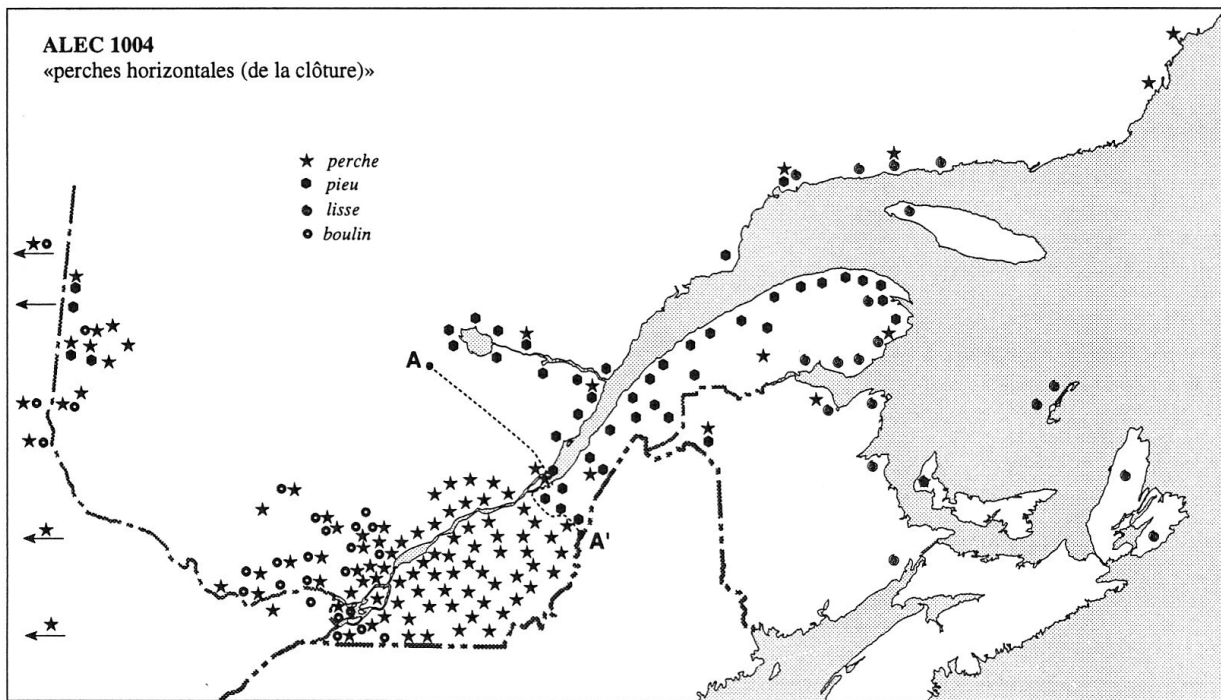 ALEC 1004
«perches horizontales (de la clôture)»
perche
pieu
lisse
boulin
A
A'